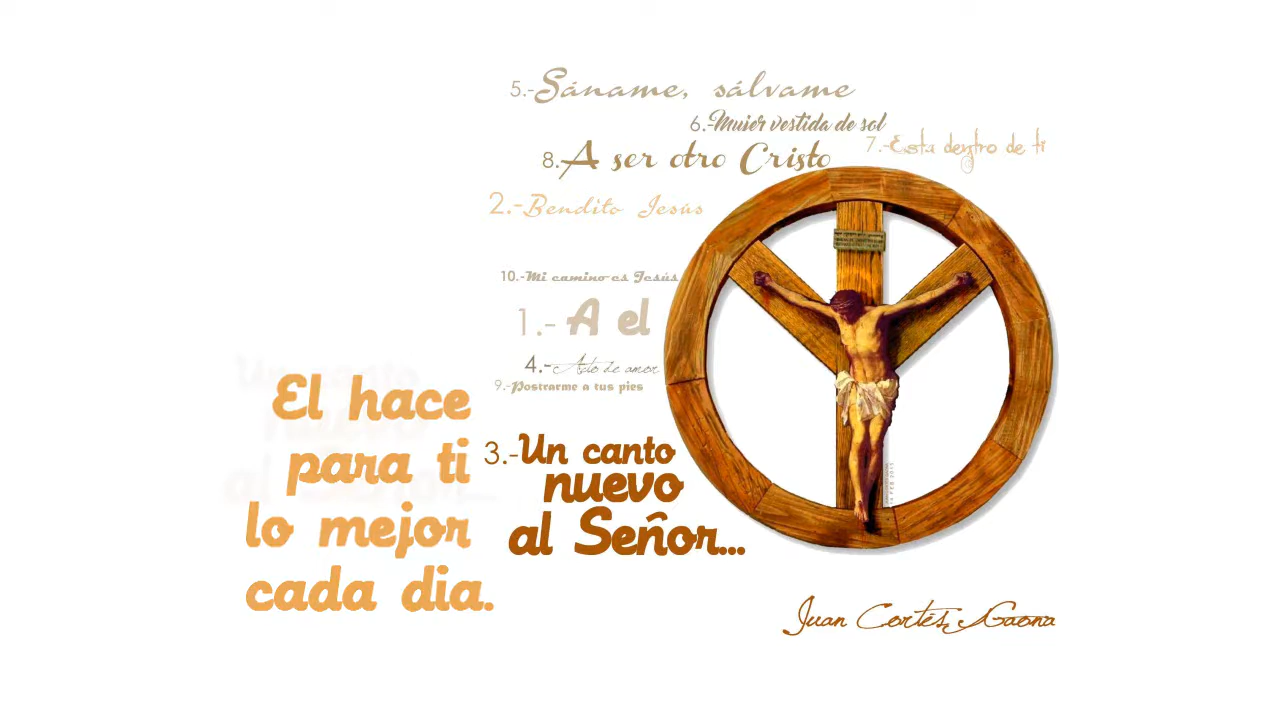 5.-Sáname, sálvame
6.-Mujer vestida de sol
7.-Esta dentro de ti
8.-A ser otro Cristo
2.-Bendito Jesús
10.-Mi camino es Jesús
1.- A el
4.-Acto de amor
9.-Postrarme a tus pies
El hace
para ti
lo mejor
cada dia.
3.-Un canto
nuevo
al Señor...
Juan Cortés Gaona